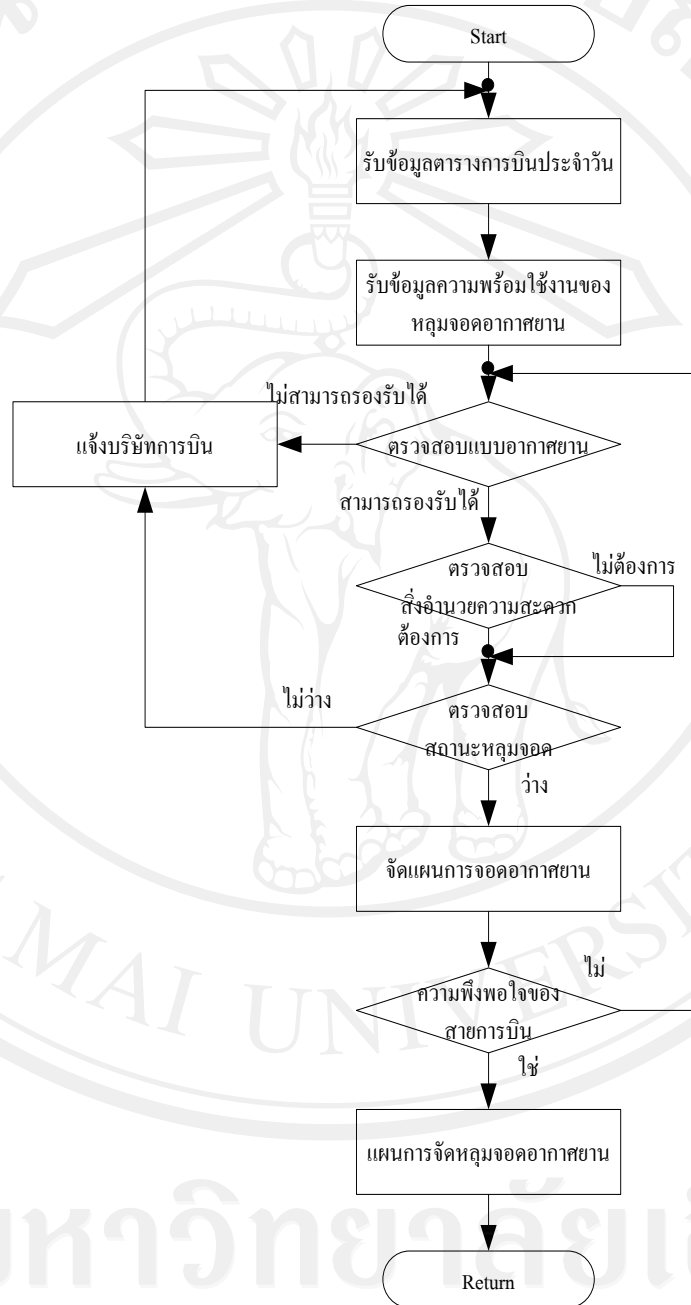 Start
รับข้อมูลตารางการบินประจำวัน
รับข้อมูลความพร้อมใช้งานของ
หลุมจอดอากาศยาน
ไม่สามารถรองรับได้
แจ้งบริษัทการบิน
ตรวจสอบแบบอากาศยาน
สามารถรองรับได้
ตรวจสอบ
สิ่งอำนวยความสะดวก
ไม่ต้องการ
ต้องการ
ไม่ว่าง
ตรวจสอบ
สถานะหลุมจอด
ว่าง
จัดแผนการจอดอากาศยาน
ความพึงพอใจของ
สายการบิน
ไม่
ใช่
แผนการจัดหลุมจอดอากาศยาน
MAI UNIVERSI
มหาวิทยาลัยเ
Return